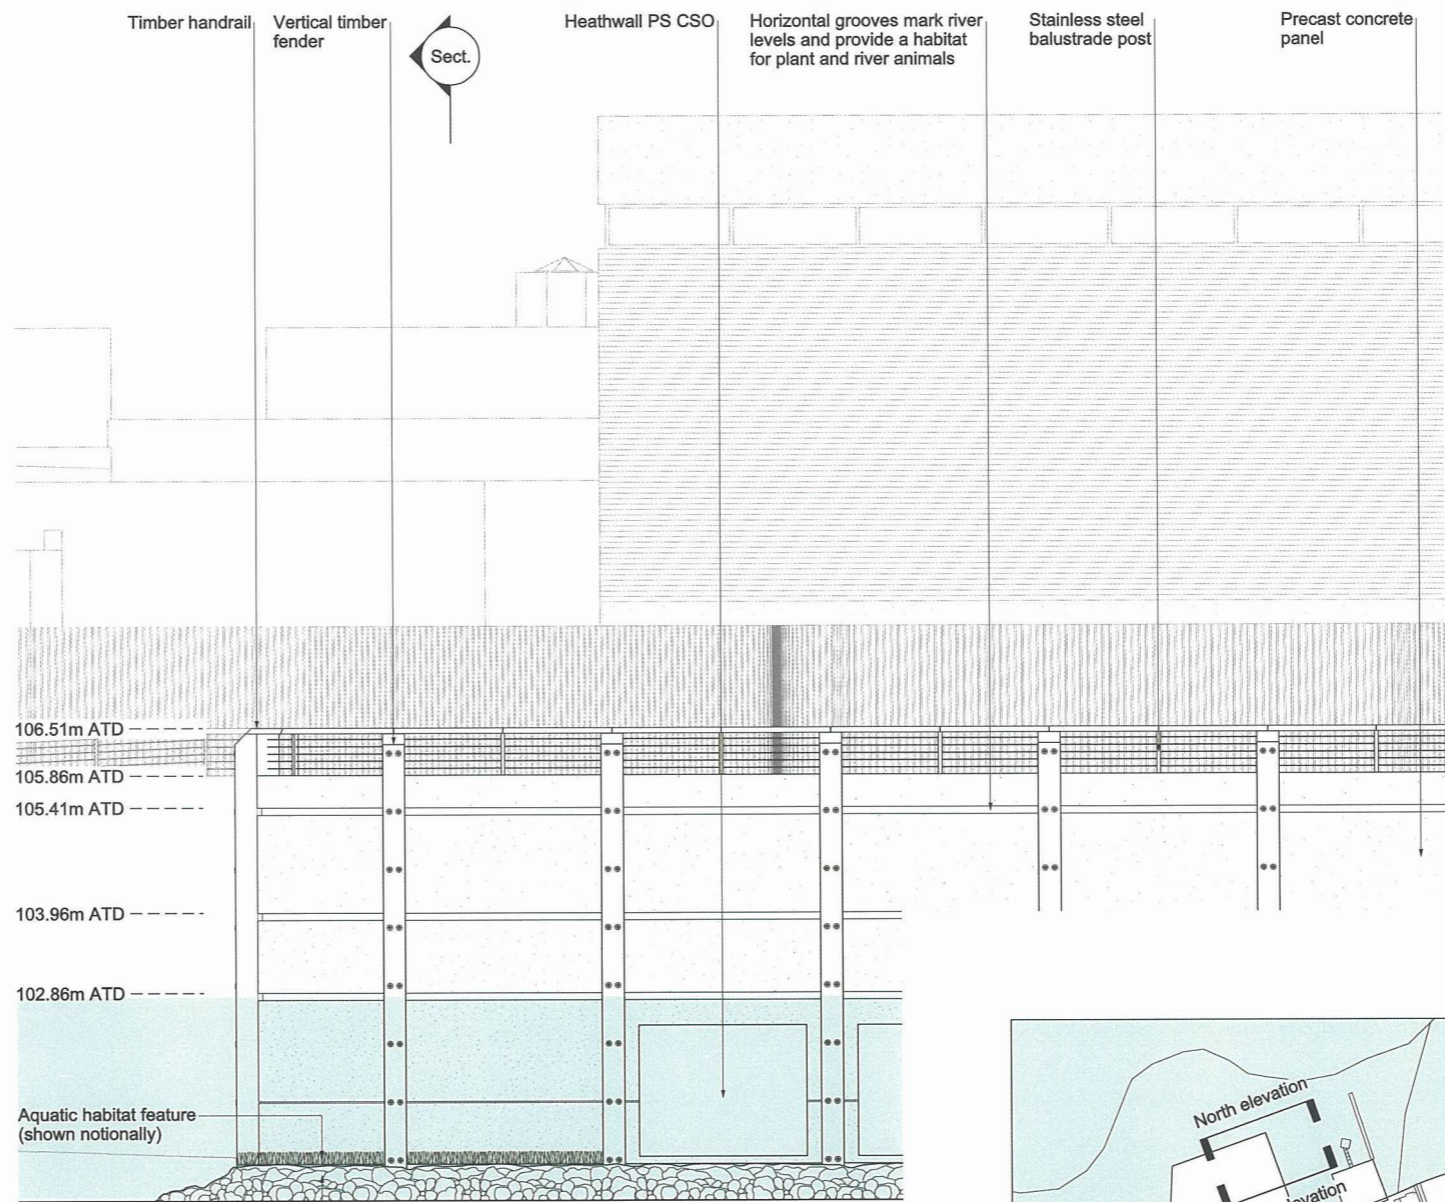 Timber handrail
Vertical timber
fender
Sect.
Heathwall PS CSO
Horizontal grooves mark river
levels and provide a habitat
for plant and river animals
Stainless steel
balustrade post
Precast concrete
panel
106.51m ATD
105.86m ATD
105.41m ATD
103.96m ATD
102.86m ATD
Aquatic habitat feature
(shown notionally)
North elevation
elevation